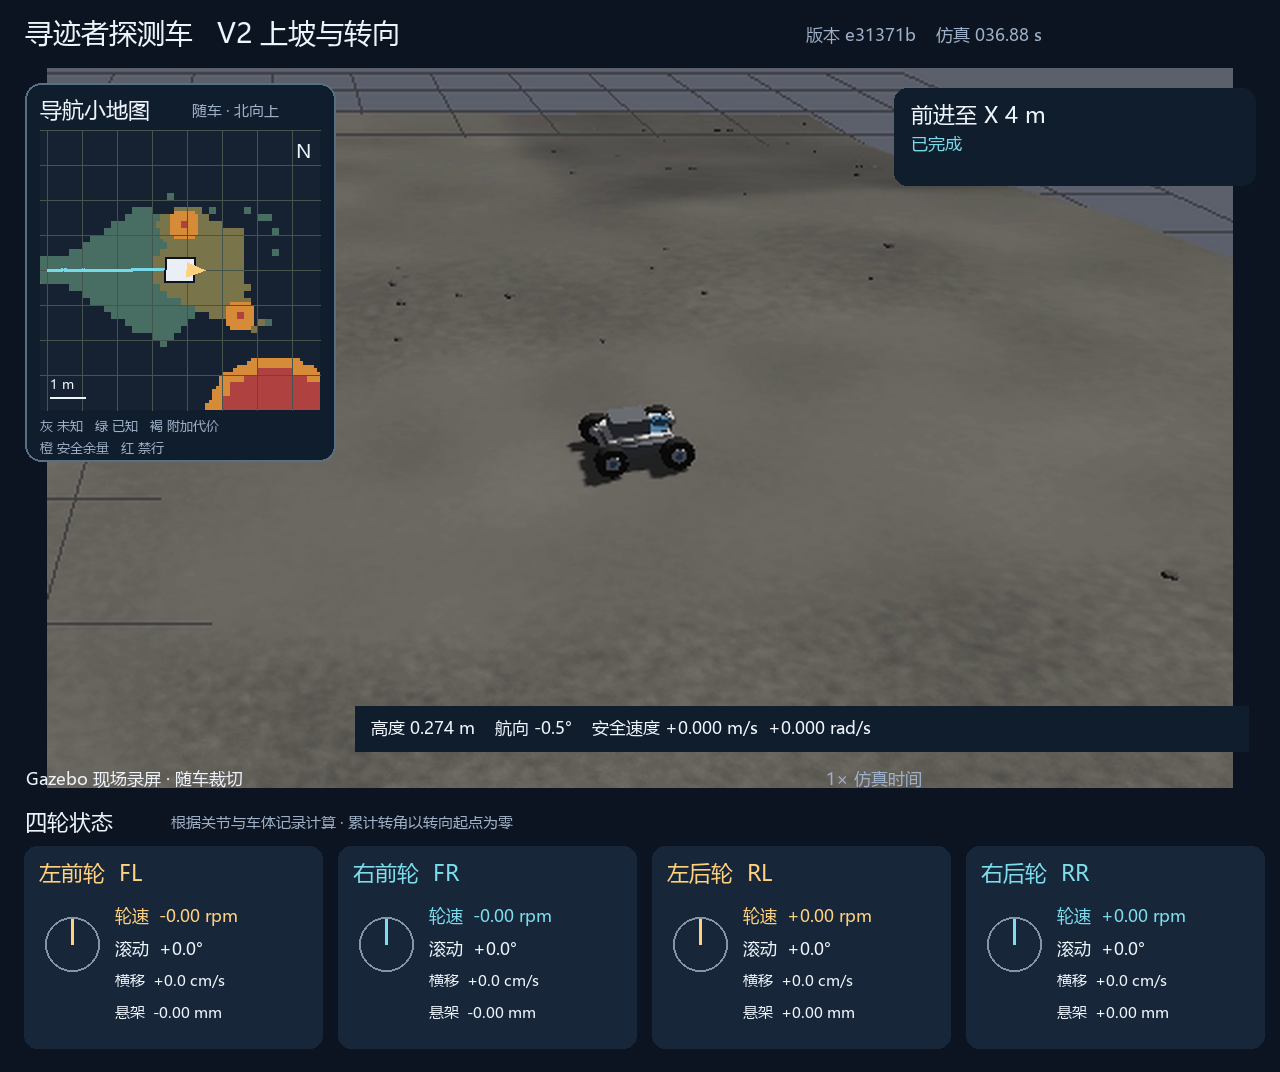 寻迹者探测车 V2 上坡与转向
版本 e31371b 仿真 036.88 s
导航小地图 随车 · 北向上
N
1 m
灰 未知 绿 已知 褐 附加代价
橙 安全余量 红 禁行
前进至 X 4 m
已完成
高度 0.274 m 航向 -0.5° 安全速度 +0.000 m/s +0.000 rad/s
Gazebo 现场录屏 · 随车裁切
1× 仿真时间
四轮状态 根据关节与车体记录计算 · 累计转角以转向起点为零
左前轮 FL
轮速 -0.00 rpm
滚动 +0.0°
横移 +0.0 cm/s
悬架 -0.00 mm
右前轮 FR
轮速 -0.00 rpm
滚动 +0.0°
横移 +0.0 cm/s
悬架 -0.00 mm
左后轮 RL
轮速 +0.00 rpm
滚动 +0.0°
横移 +0.0 cm/s
悬架 +0.00 mm
右后轮 RR
轮速 +0.00 rpm
滚动 +0.0°
横移 +0.0 cm/s
悬架 +0.00 mm